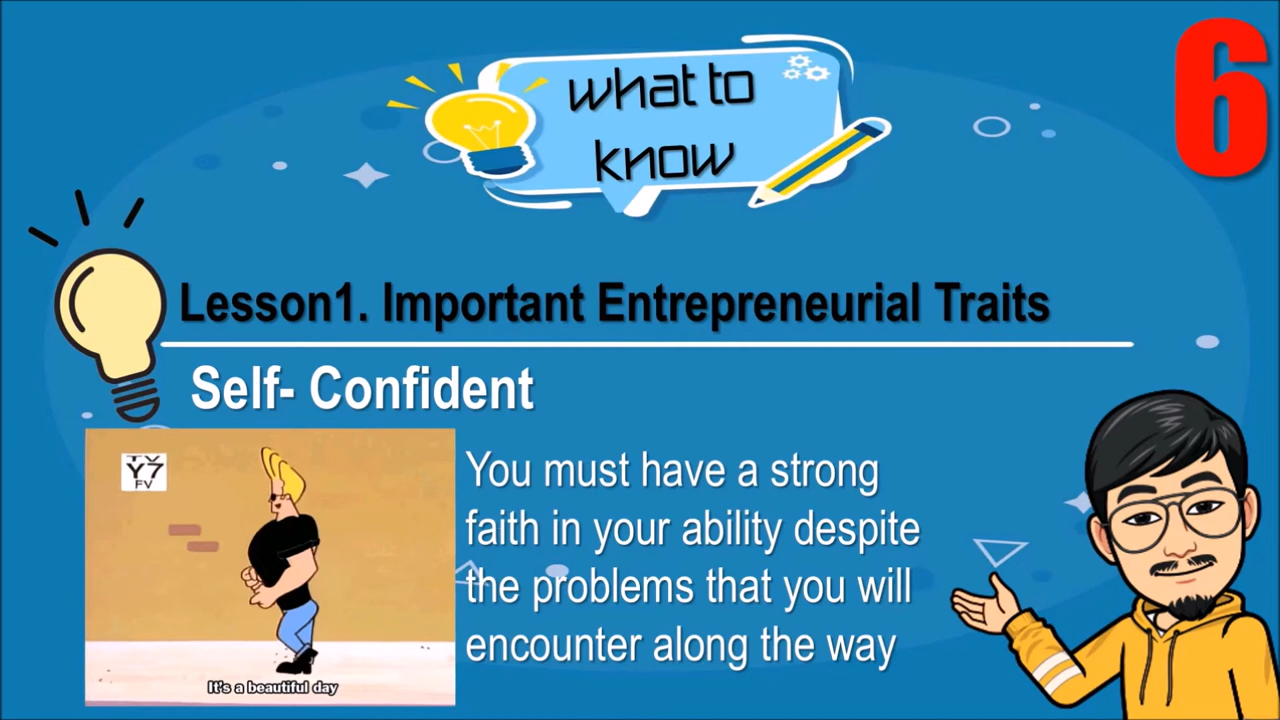 6
what to
know
Lesson1. Important Entrepreneurial Traits
Self- Confident
TV
Y7
FV
You must have a strong
faith in your ability despite
the problems that you will
encounter along the way
It's a beautiful day